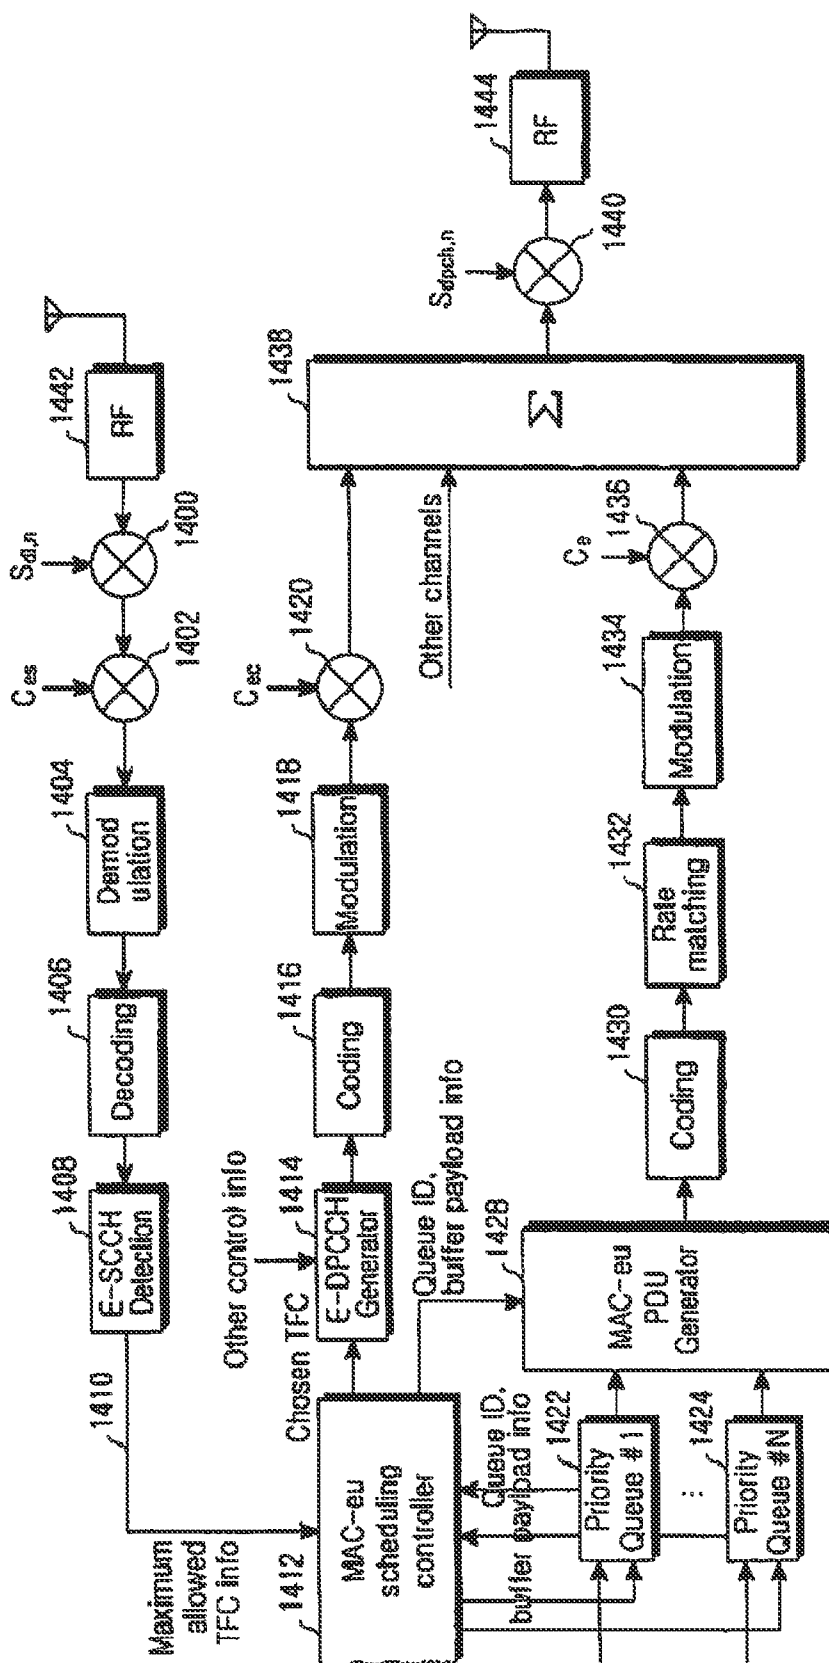 1442
RF
S_dl,n
1400
C_es
1402
1404
Demod
ulation
1406
Decoding
1408
E-SCCH
Detection
1410
Maximum
allowed
TFC info
1412
MAC-eu
scheduling
controller
Chosen TFC
Other control info
1414
E-DPCCH
Generator
1416
Coding
1418
Modulation
C_ec
1420
Other channels
1438
Σ
S_dpch,n
1440
1444
RF
Queue ID,
buffer payload info
Queue ID,
buffer payload info
1422
Priority
Queue #1
⋮
1424
Priority
Queue #N
1428
MAC-eu
PDU
Generator
1430
Coding
1432
Rate
matching
1434
Modulation
1436